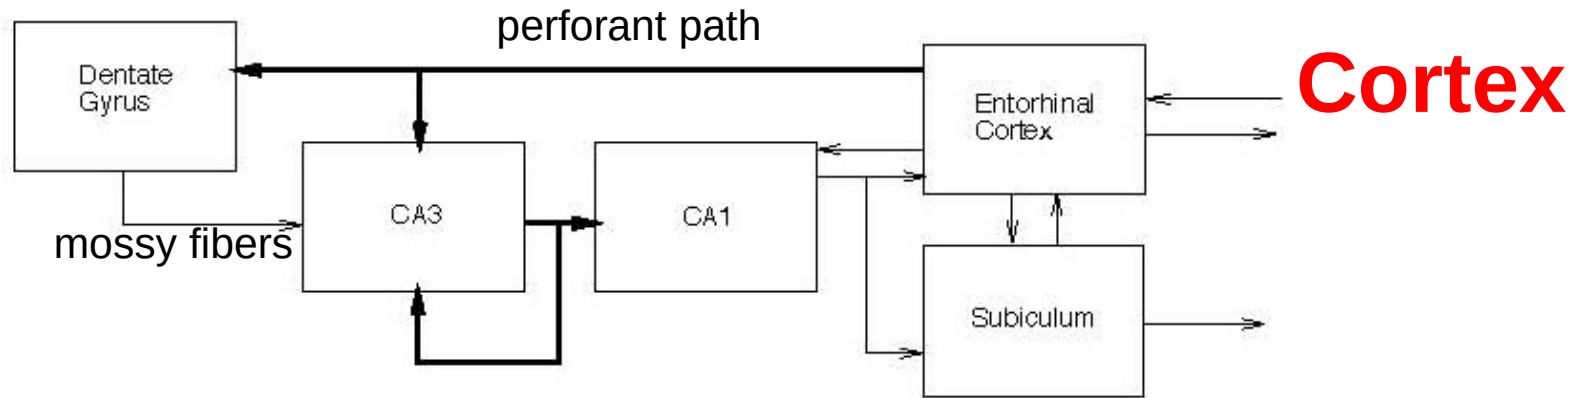 perforant path
Dentate
Gyrus
Entorhinal
Cortex
Cortex
CA3
CA1
mossy fibers
Subiculum